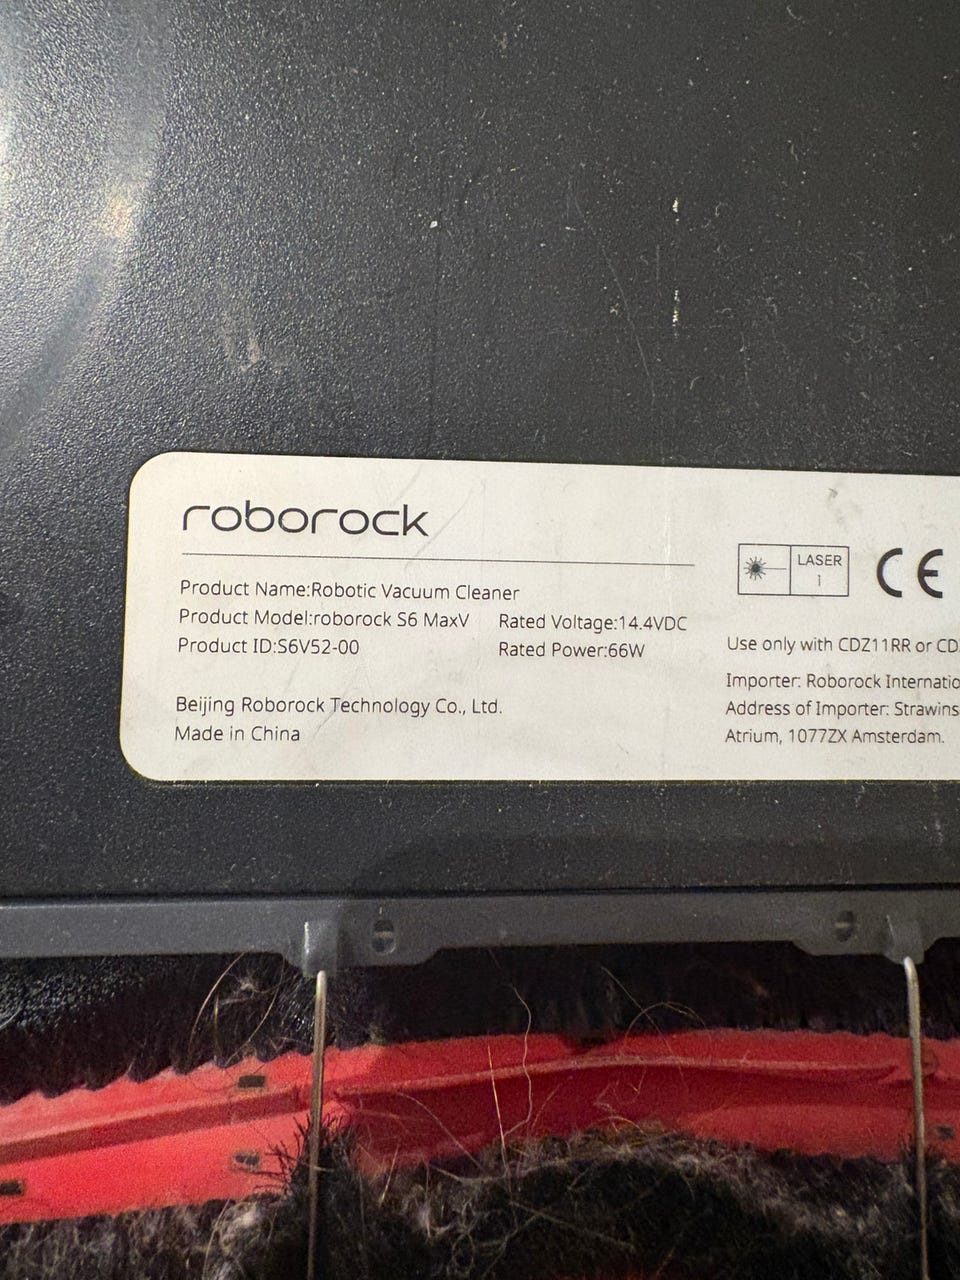 roborock
Product Name:Robotic Vacuum Cleaner
Product Model:roborock S6 MaxV
Product ID:S6V52-00
Rated Voltage:14.4VDC
Rated Power:66W
Beijing Roborock Technology Co., Ltd.
Made in China
LASER
1
CE
Use only with CDZ11RR or
Importer: Roborock
Address of Importer:
Atrium, 1077ZX Amsterdam.